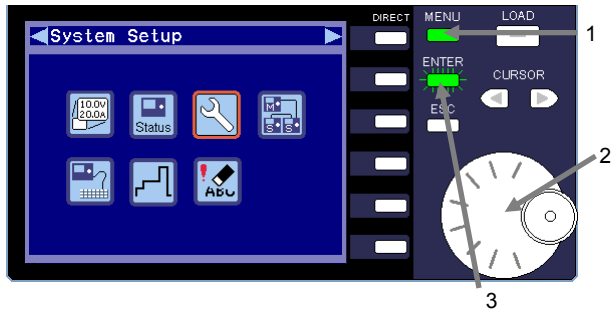 DIRECT MENU LOAD
System Setup
1
ENTER
CURSOR
10.0V
20.0A
Status
M
S S
ESC
2
ABC
3